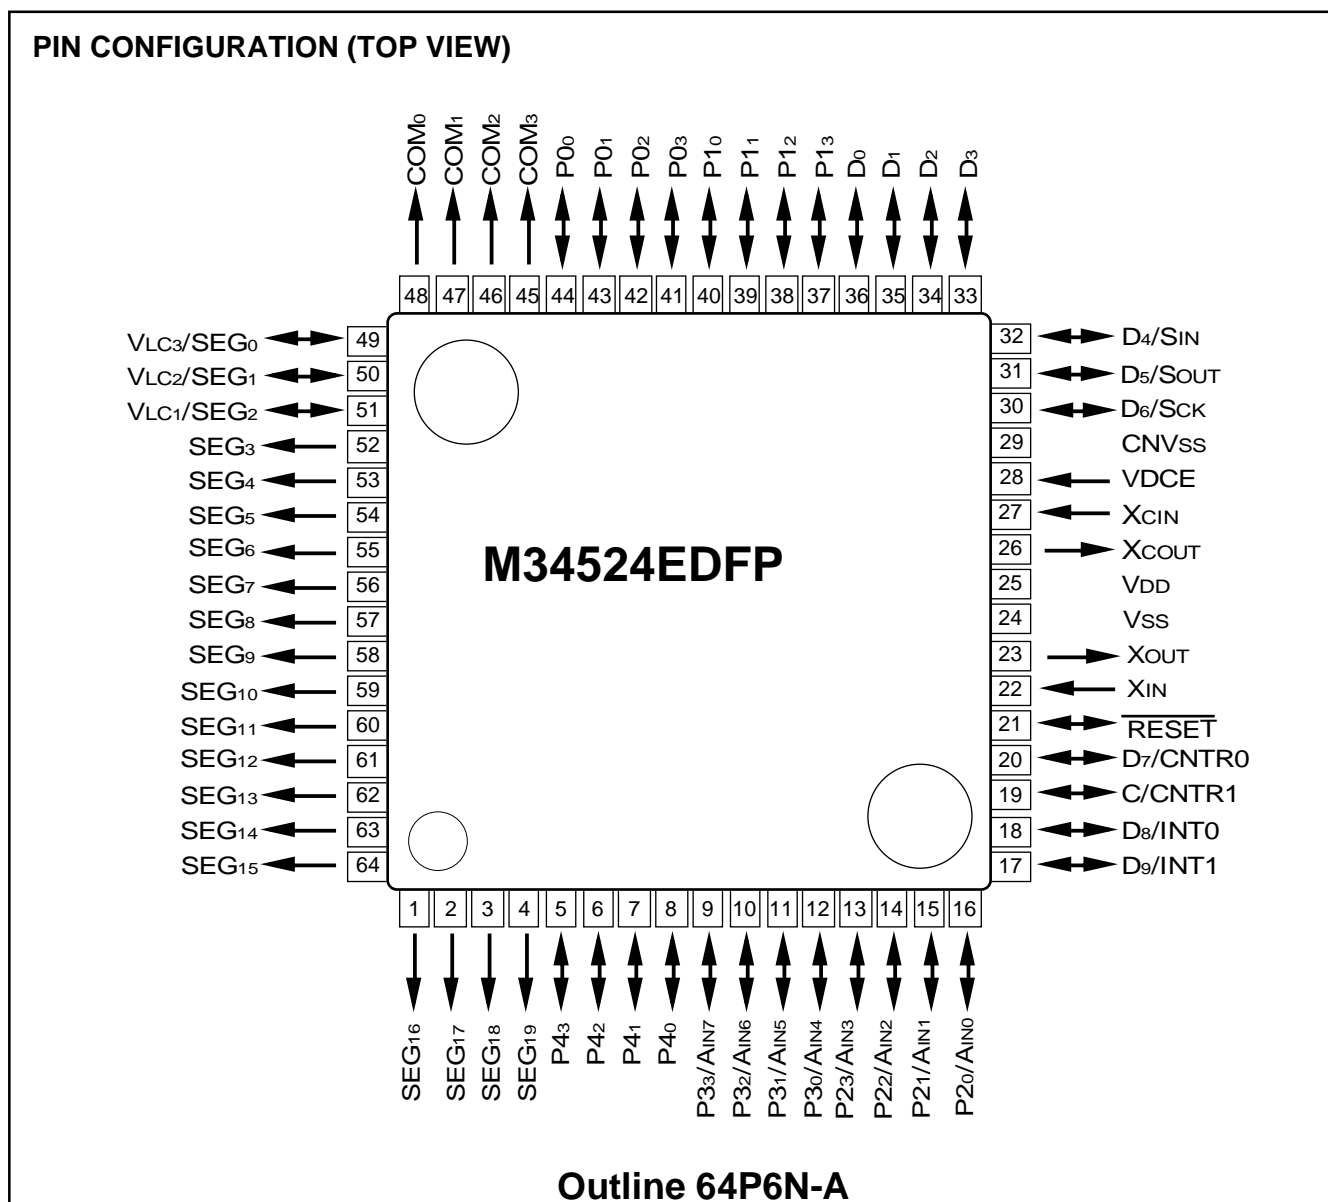 PIN CONFIGURATION (TOP VIEW)
COM0
COM1
COM2
COM3
P00
P01
P02
P03
P10
P11
P12
P13
D0
D1
D2
D3
48 47 46 45 44 43 42 41 40 39 38 37 36 35 34 33
VLC3/SEG0 49
VLC2/SEG1 50
VLC1/SEG2 51
SEG3 52
SEG4 53
SEG5 54
SEG6 55
SEG7 56
SEG8 57
SEG9 58
SEG10 59
SEG11 60
SEG12 61
SEG13 62
SEG14 63
SEG15 64
M34524EDFP
32 D4/SIN
31 D5/SOUT
30 D6/SCK
29 CNVSS
28 VDCE
27 XCIN
26 XCOUT
25 VDD
24 VSS
23 XOUT
22 XIN
21 RESET
20 D7/CNTR0
19 C/CNTR1
18 D8/INT0
17 D9/INT1
1 2 3 4 5 6 7 8 9 10 11 12 13 14 15 16
SEG16
SEG17
SEG18
SEG19
P43
P42
P41
P40
P33/AIN7
P32/AIN6
P31/AIN5
P30/AIN4
P23/AIN3
P22/AIN2
P21/AIN1
P20/AIN0
Outline 64P6N-A